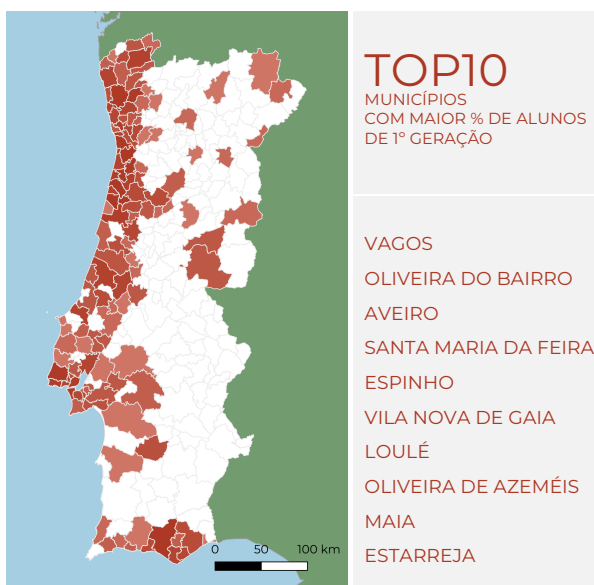 TOP10
MUNICÍPIOS
COM MAIOR % DE ALUNOS
DE 1º GERAÇÃO
VAGOS
OLIVEIRA DO BAIRRO
AVEIRO
SANTA MARIA DA FEIRA
ESPINHO
VILA NOVA DE GAIA
LOULÉ
OLIVEIRA DE AZEMÉIS
MAIA
ESTARREJA
0 50 100 km